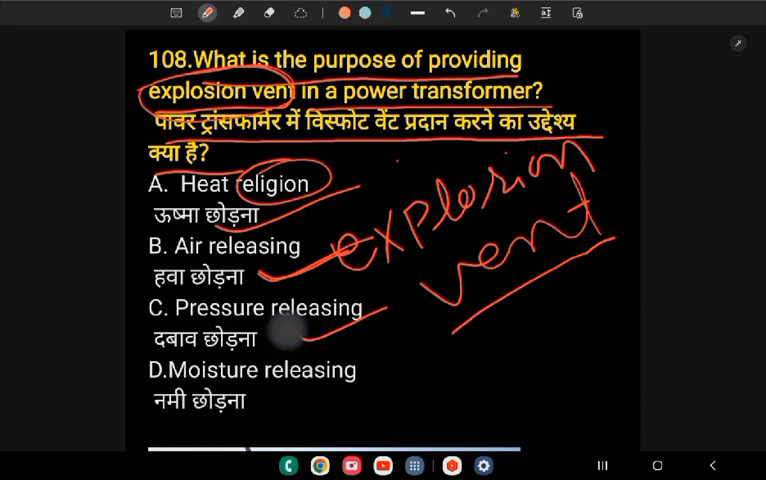 108.What is the purpose of providing
explosion vent in a power transformer?
पावर ट्रांसफार्मर में विस्फोट वेंट प्रदान करने का उद्देश्य
क्या है?
A. Heat religion
ऊष्मा छोड़ना
B. Air releasing
हवा छोड़ना
C. Pressure releasing
दबाव छोड़ना
D.Moisture releasing
नमी छोड़ना
explosion
vent